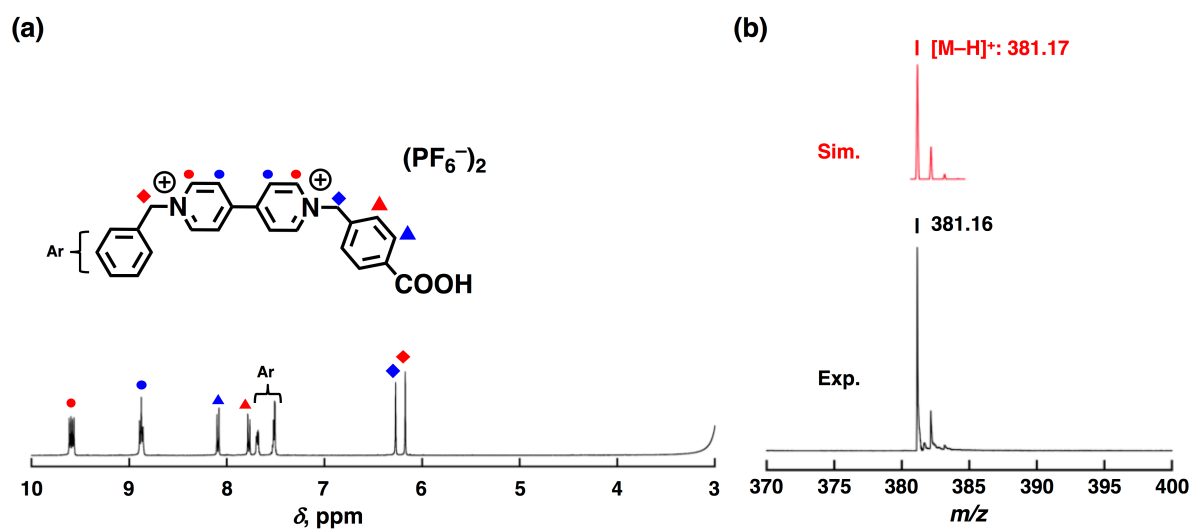 (a)
(PF₆⁻)₂
+
+
N
N
Ar
COOH
Ar
10 9 8 7 6 5 4 3
δ, ppm
(b)
[M–H]⁺: 381.17
Sim.
381.16
Exp.
370 375 380 385 390 395 400
m/z